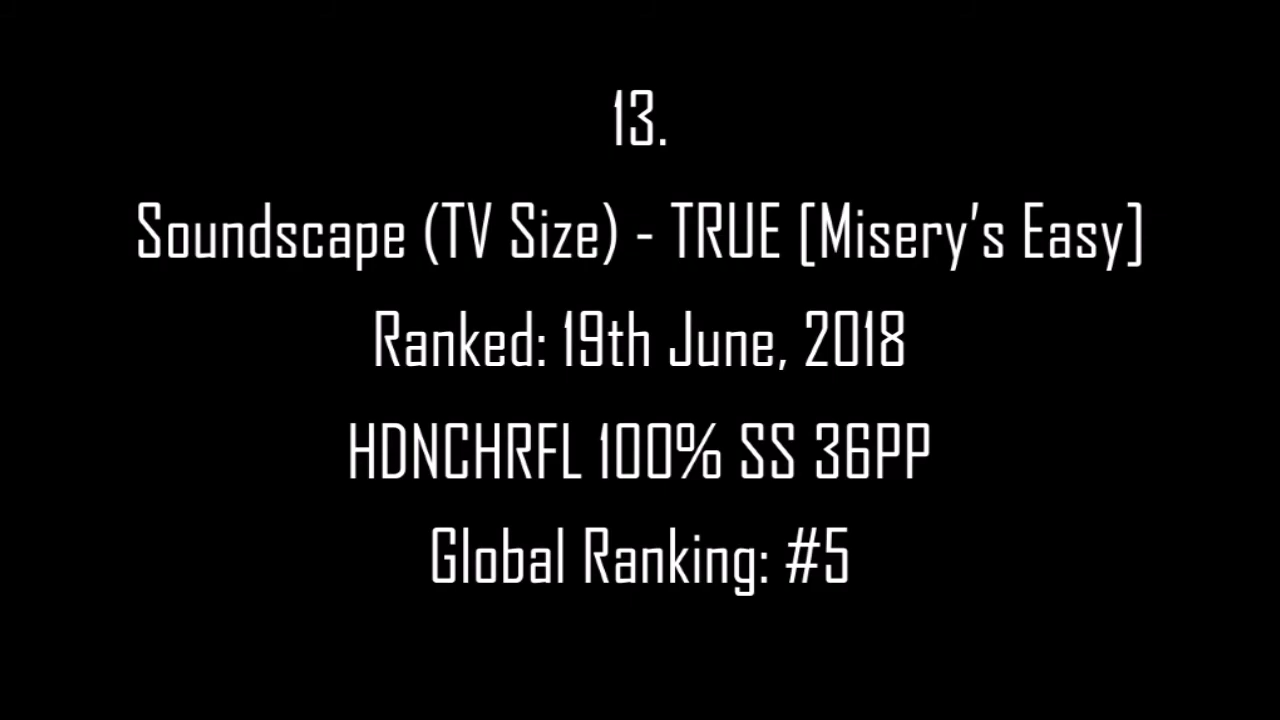 13.
Soundscape (TV Size) - TRUE [Misery's Easy]
Ranked: 19th June, 2018
HDNCHRFL 100% SS 36PP
Global Ranking: #5